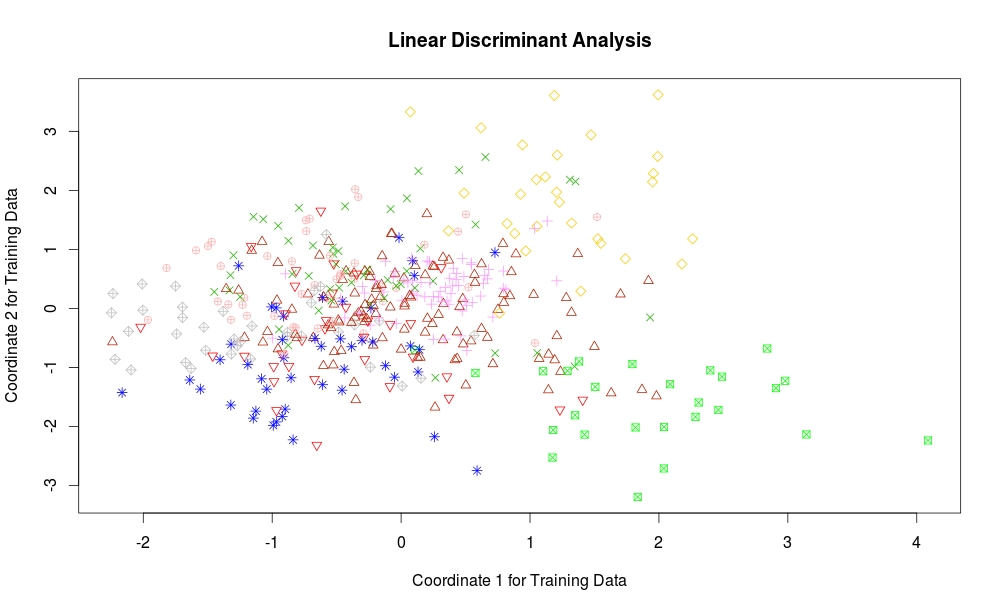 Linear Discriminant Analysis
Coordinate 2 for Training Data
3
2
1
0
-1
-2
-3
-2 -1 0 1 2 3 4
Coordinate 1 for Training Data